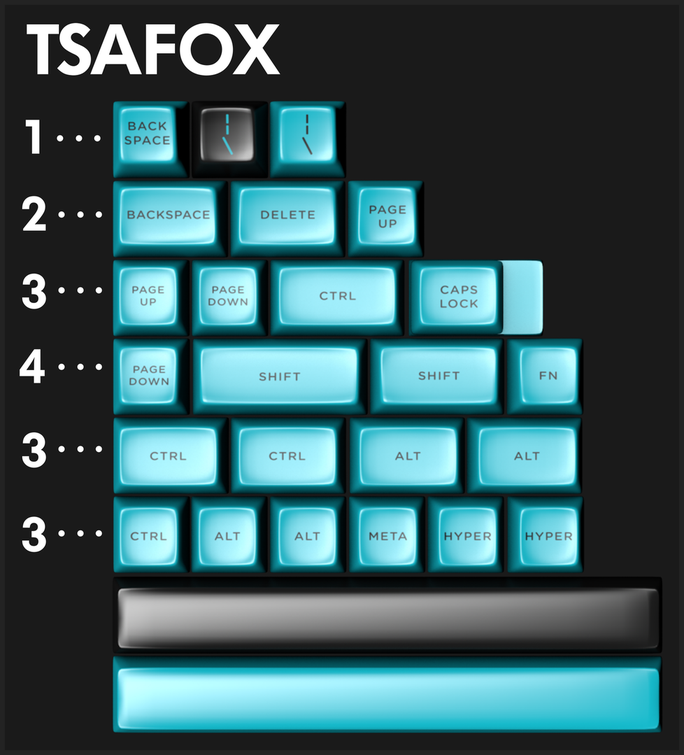 TSAFOX
1 • • •
BACK
SPACE
¦
\
¦
\
2 • • •
BACKSPACE
DELETE
PAGE
UP
3 • • •
PAGE
UP
PAGE
DOWN
CTRL
CAPS
LOCK
4 • • •
PAGE
DOWN
SHIFT
SHIFT
FN
3 • • •
CTRL
CTRL
ALT
ALT
3 • • •
CTRL
ALT
ALT
META
HYPER
HYPER